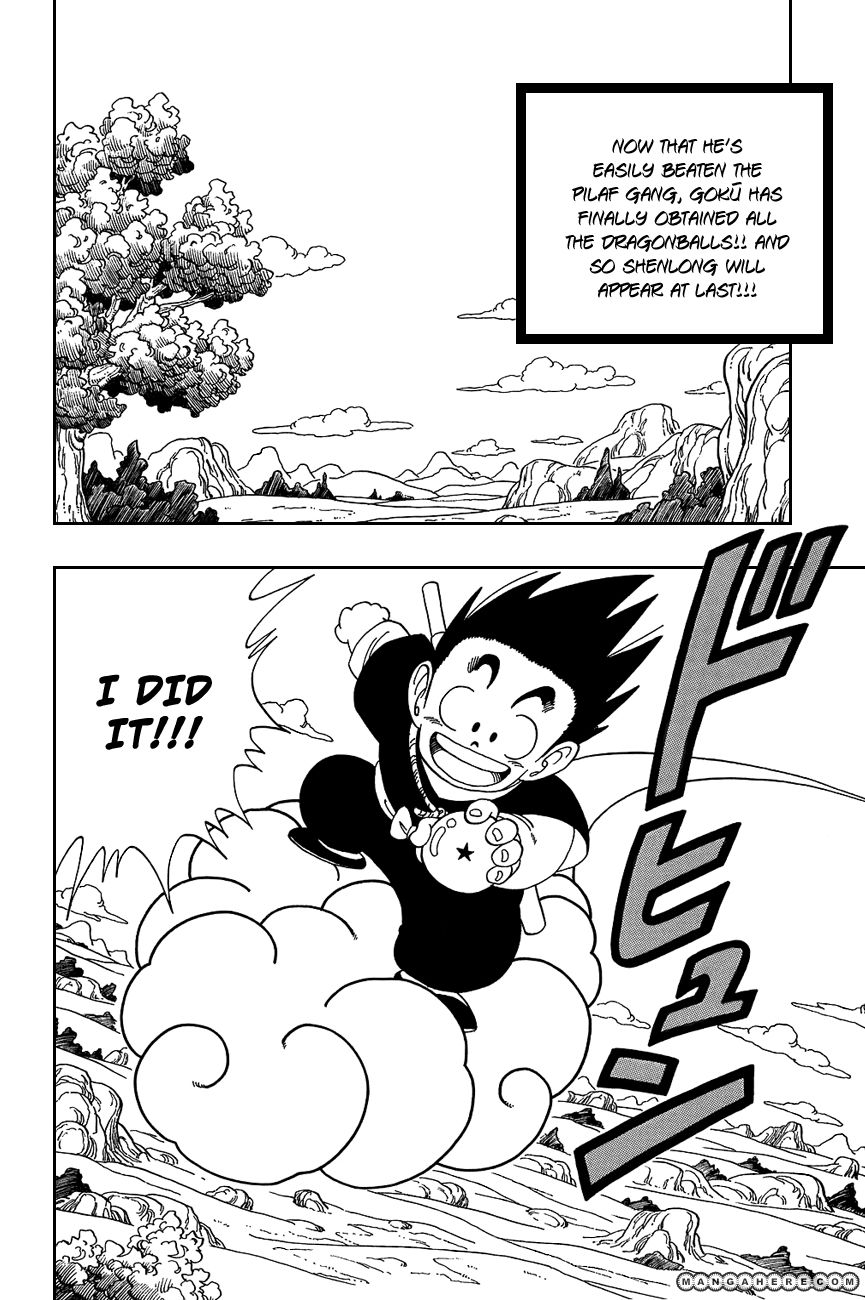 NOW THAT HE'S
EASILY BEATEN THE
PILAF GANG, GOKŪ HAS
FINALLY OBTAINED ALL
THE DRAGONBALLS!! AND
SO SHENLONG WILL
APPEAR AT LAST!!!
I DID
IT!!!
ドヒュン
MANGAHERE.COM